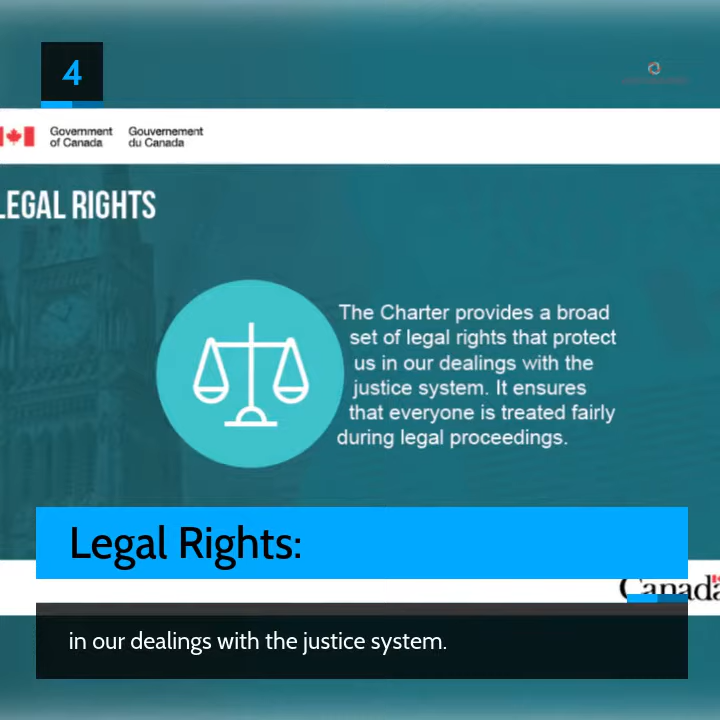 4
Government Gouvernement
of Canada du Canada
LEGAL RIGHTS
The Charter provides a broad
set of legal rights that protect
us in our dealings with the
justice system. It ensures
that everyone is treated fairly
during legal proceedings.
Legal Rights:
Canada
in our dealings with the justice system.